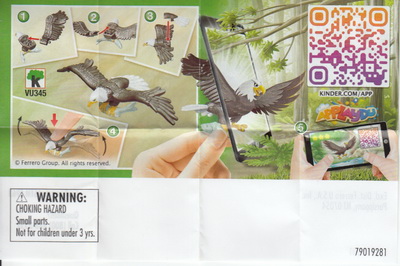 1
2
3
VU345
KINDER.COM/APP
APPLAYDU
4
5
© Ferrero Group. All rights reserved.
WARNING:
CHOKING HAZARD
Small parts.
Not for children under 3 yrs.
79019281